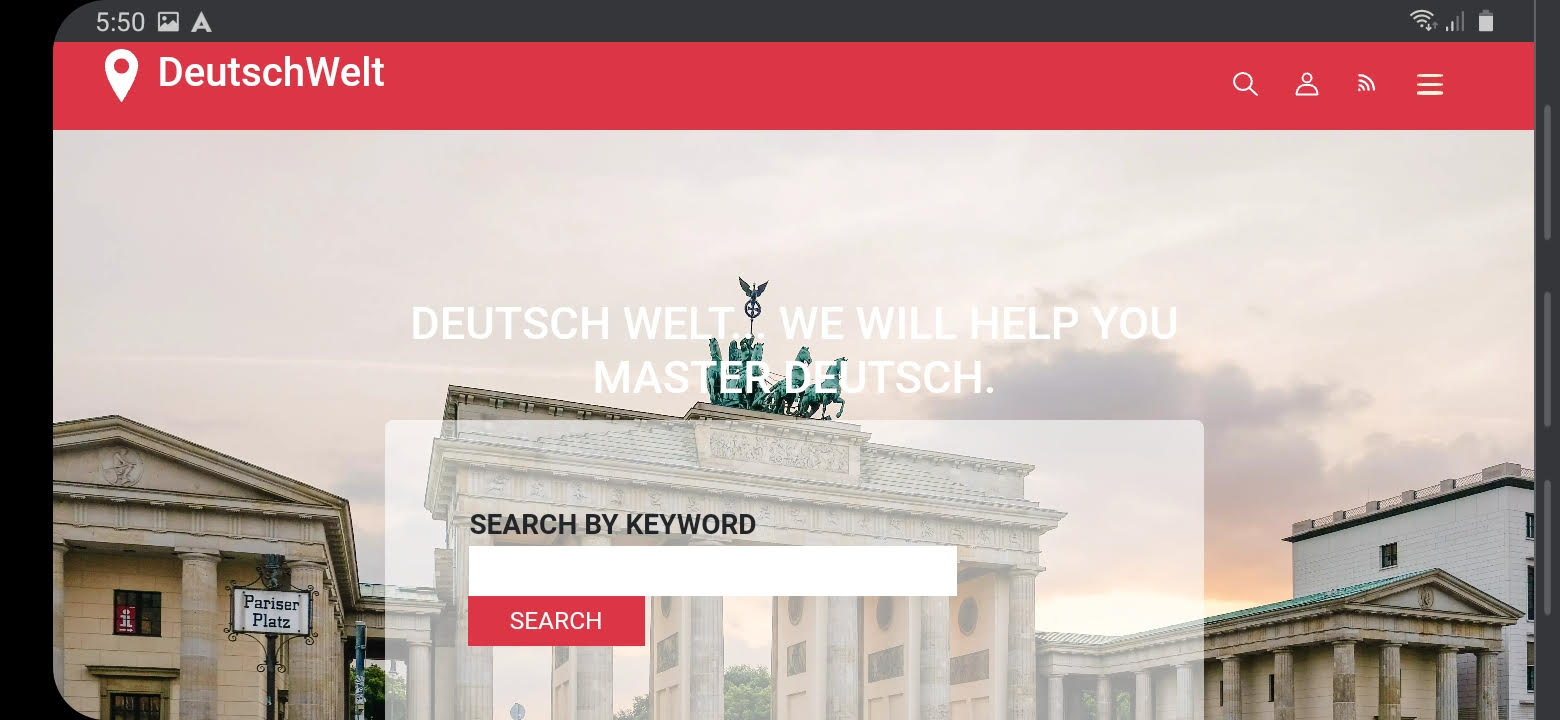 5:50
DeutschWelt
DEUTSCH WELT... WE WILL HELP YOU
MASTER DEUTSCH.
SEARCH BY KEYWORD
SEARCH
Pariser
Platz